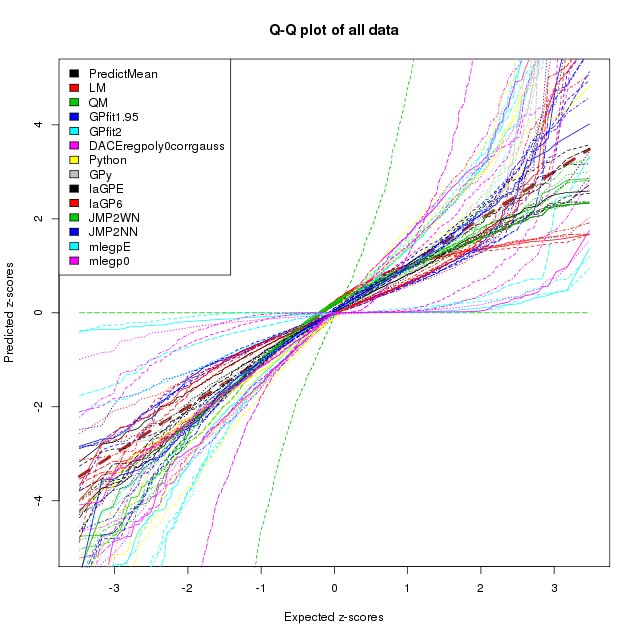 Q-Q plot of all data
PredictMean
LM
QM
GPfit1.95
GPfit2
DACEregpoly0corrgauss
Python
GPy
laGPE
laGP6
JMP2WN
JMP2NN
mlegpE
mlegp0
Predicted z-scores
4
2
0
-2
-4
-3
-2
-1
0
1
2
3
Expected z-scores